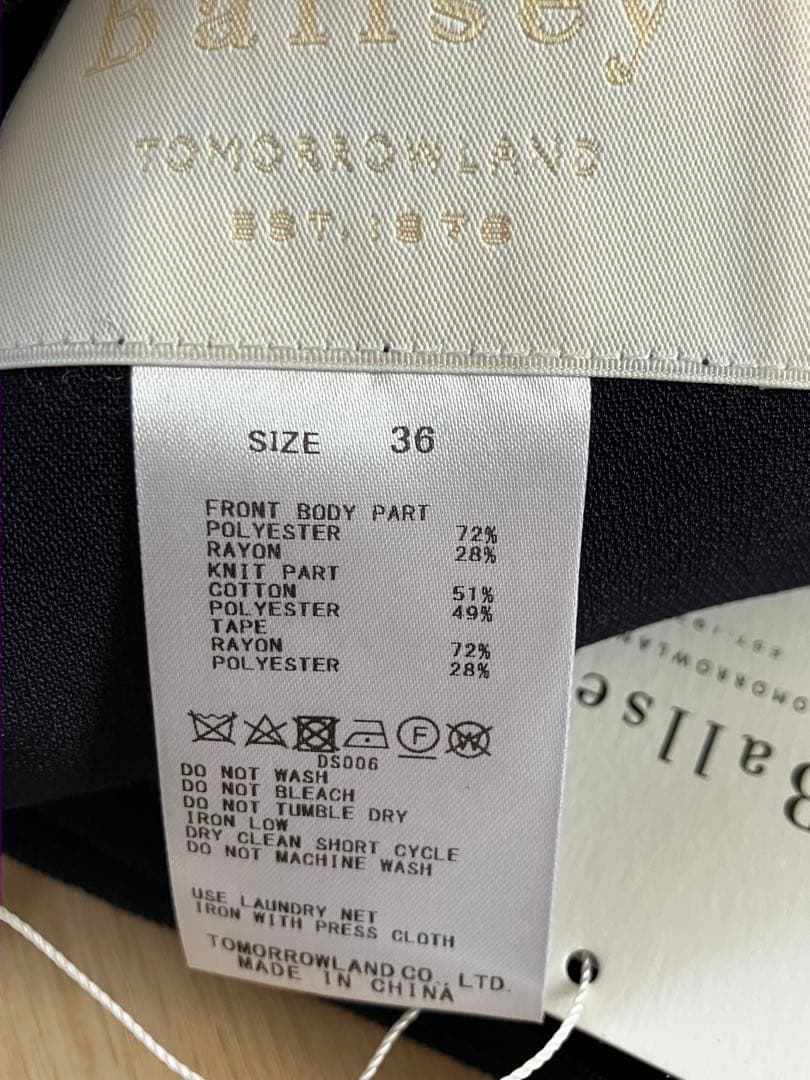 Ballsey
TOMORROWLAND
EST. 1978
SIZE 36
FRONT BODY PART
POLYESTER 72%
RAYON 28%
KNIT PART
COTTON 51%
POLYESTER 49%
TAPE
RAYON 72%
POLYESTER 28%
F W
DS006
DO NOT WASH
DO NOT BLEACH
DO NOT TUMBLE DRY
IRON LOW
DRY CLEAN SHORT CYCLE
DO NOT MACHINE WASH
USE LAUNDRY NET
IRON WITH PRESS CLOTH
TOMORROWLAND CO., LTD.
MADE IN CHINA
Ballse
TOMORROWLAN